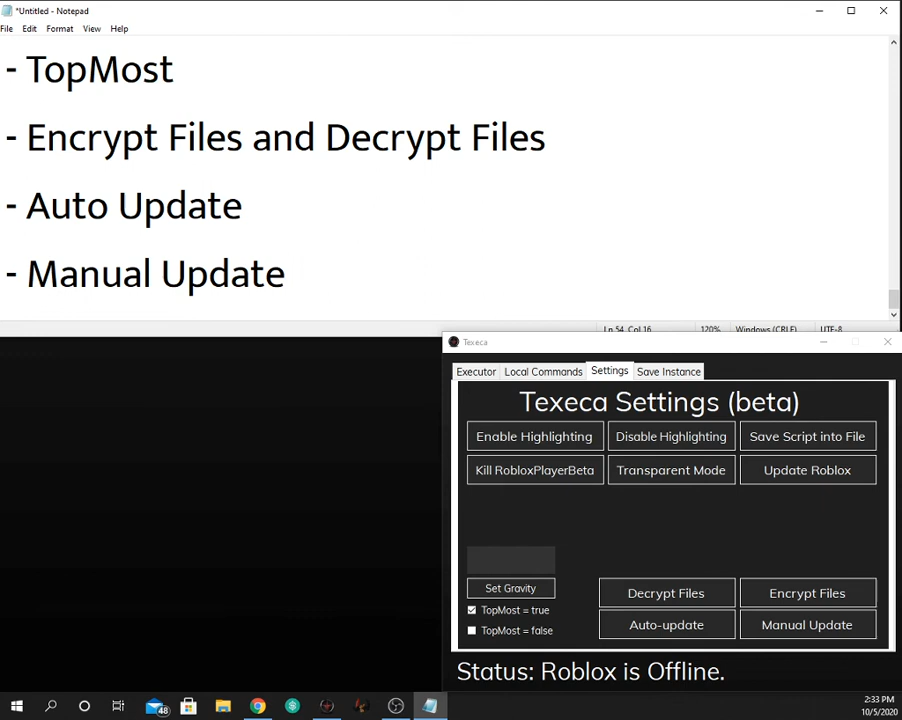 *Untitled - Notepad
File Edit Format View Help
- TopMost
- Encrypt Files and Decrypt Files
- Auto Update
- Manual Update
Ln 54, Col 16 120% Windows (CRLF) UTF-8
Texeca
Executor Local Commands Settings Save Instance
Texeca Settings (beta)
Enable Highlighting Disable Highlighting Save Script into File
Kill RobloxPlayerBeta Transparent Mode Update Roblox
Set Gravity Decrypt Files Encrypt Files
TopMost = true
TopMost = false Auto-update Manual Update
Status: Roblox is Offline.
48
2:33 PM
10/5/2020